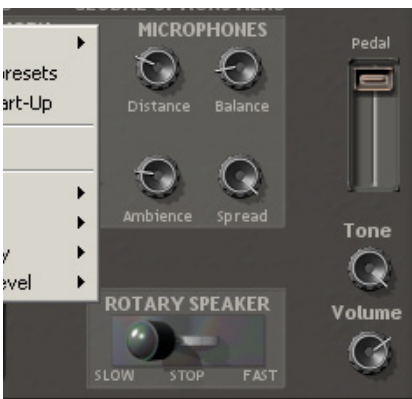 MICROPHONES
Pedal
resets
art-Up
Distance Balance
Ambience Spread
Tone
y
evel
ROTARY SPEAKER
Volume
SLOW STOP FAST